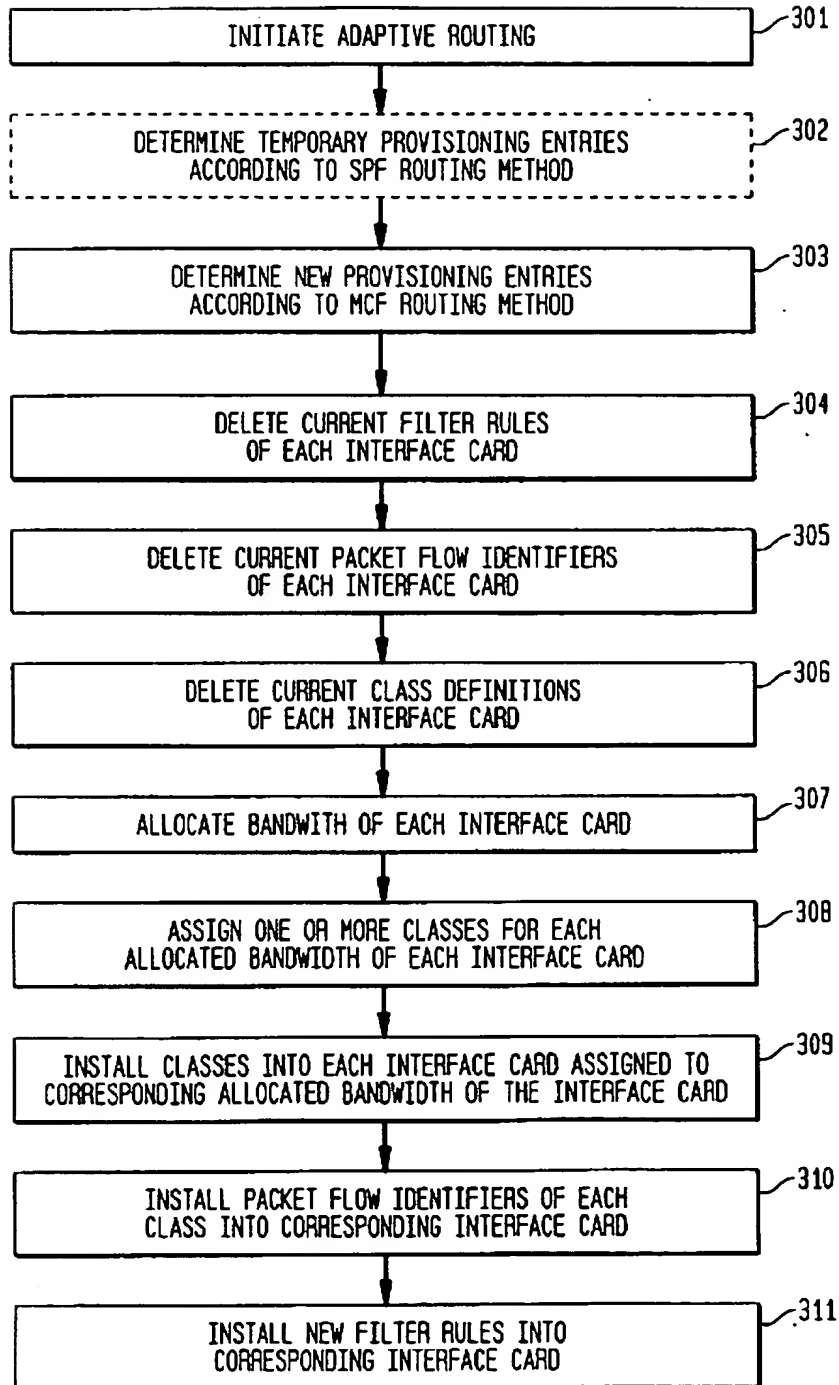 INITIATE ADAPTIVE ROUTING
301
DETERMINE TEMPORARY PROVISIONING ENTRIES
ACCORDING TO SPF ROUTING METHOD
302
DETERMINE NEW PROVISIONING ENTRIES
ACCORDING TO MCF ROUTING METHOD
303
DELETE CURRENT FILTER RULES
OF EACH INTERFACE CARD
304
DELETE CURRENT PACKET FLOW IDENTIFIERS
OF EACH INTERFACE CARD
305
DELETE CURRENT CLASS DEFINITIONS
OF EACH INTERFACE CARD
306
ALLOCATE BANDWITH OF EACH INTERFACE CARD
307
ASSIGN ONE OR MORE CLASSES FOR EACH
ALLOCATED BANDWIDTH OF EACH INTERFACE CARD
308
INSTALL CLASSES INTO EACH INTERFACE CARD ASSIGNED TO
CORRESPONDING ALLOCATED BANDWIDTH OF THE INTERFACE CARD
309
INSTALL PACKET FLOW IDENTIFIERS OF EACH
CLASS INTO CORRESPONDING INTERFACE CARD
310
INSTALL NEW FILTER RULES INTO
CORRESPONDING INTERFACE CARD
311